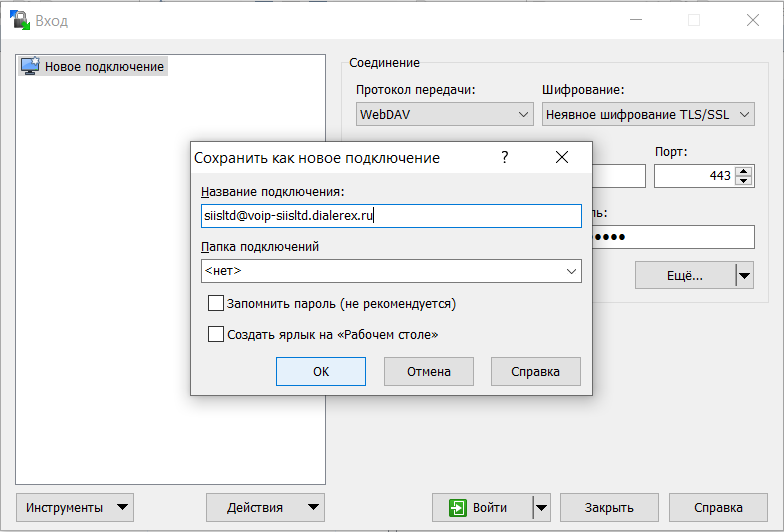 Вход
Новое подключение
Соединение
Протокол передачи:
Шифрование:
WebDAV
Неявное шифрование TLS/SSL
Порт:
443
ль:
Ещё...
Сохранить как новое подключение
?
Название подключения:
siisltd@voip-siisltd.dialerex.ru
Папка подключений
<нет>
Запомнить пароль (не рекомендуется)
Создать ярлык на «Рабочем столе»
OK
Отмена
Справка
Инструменты
Действия
Войти
Закрыть
Справка